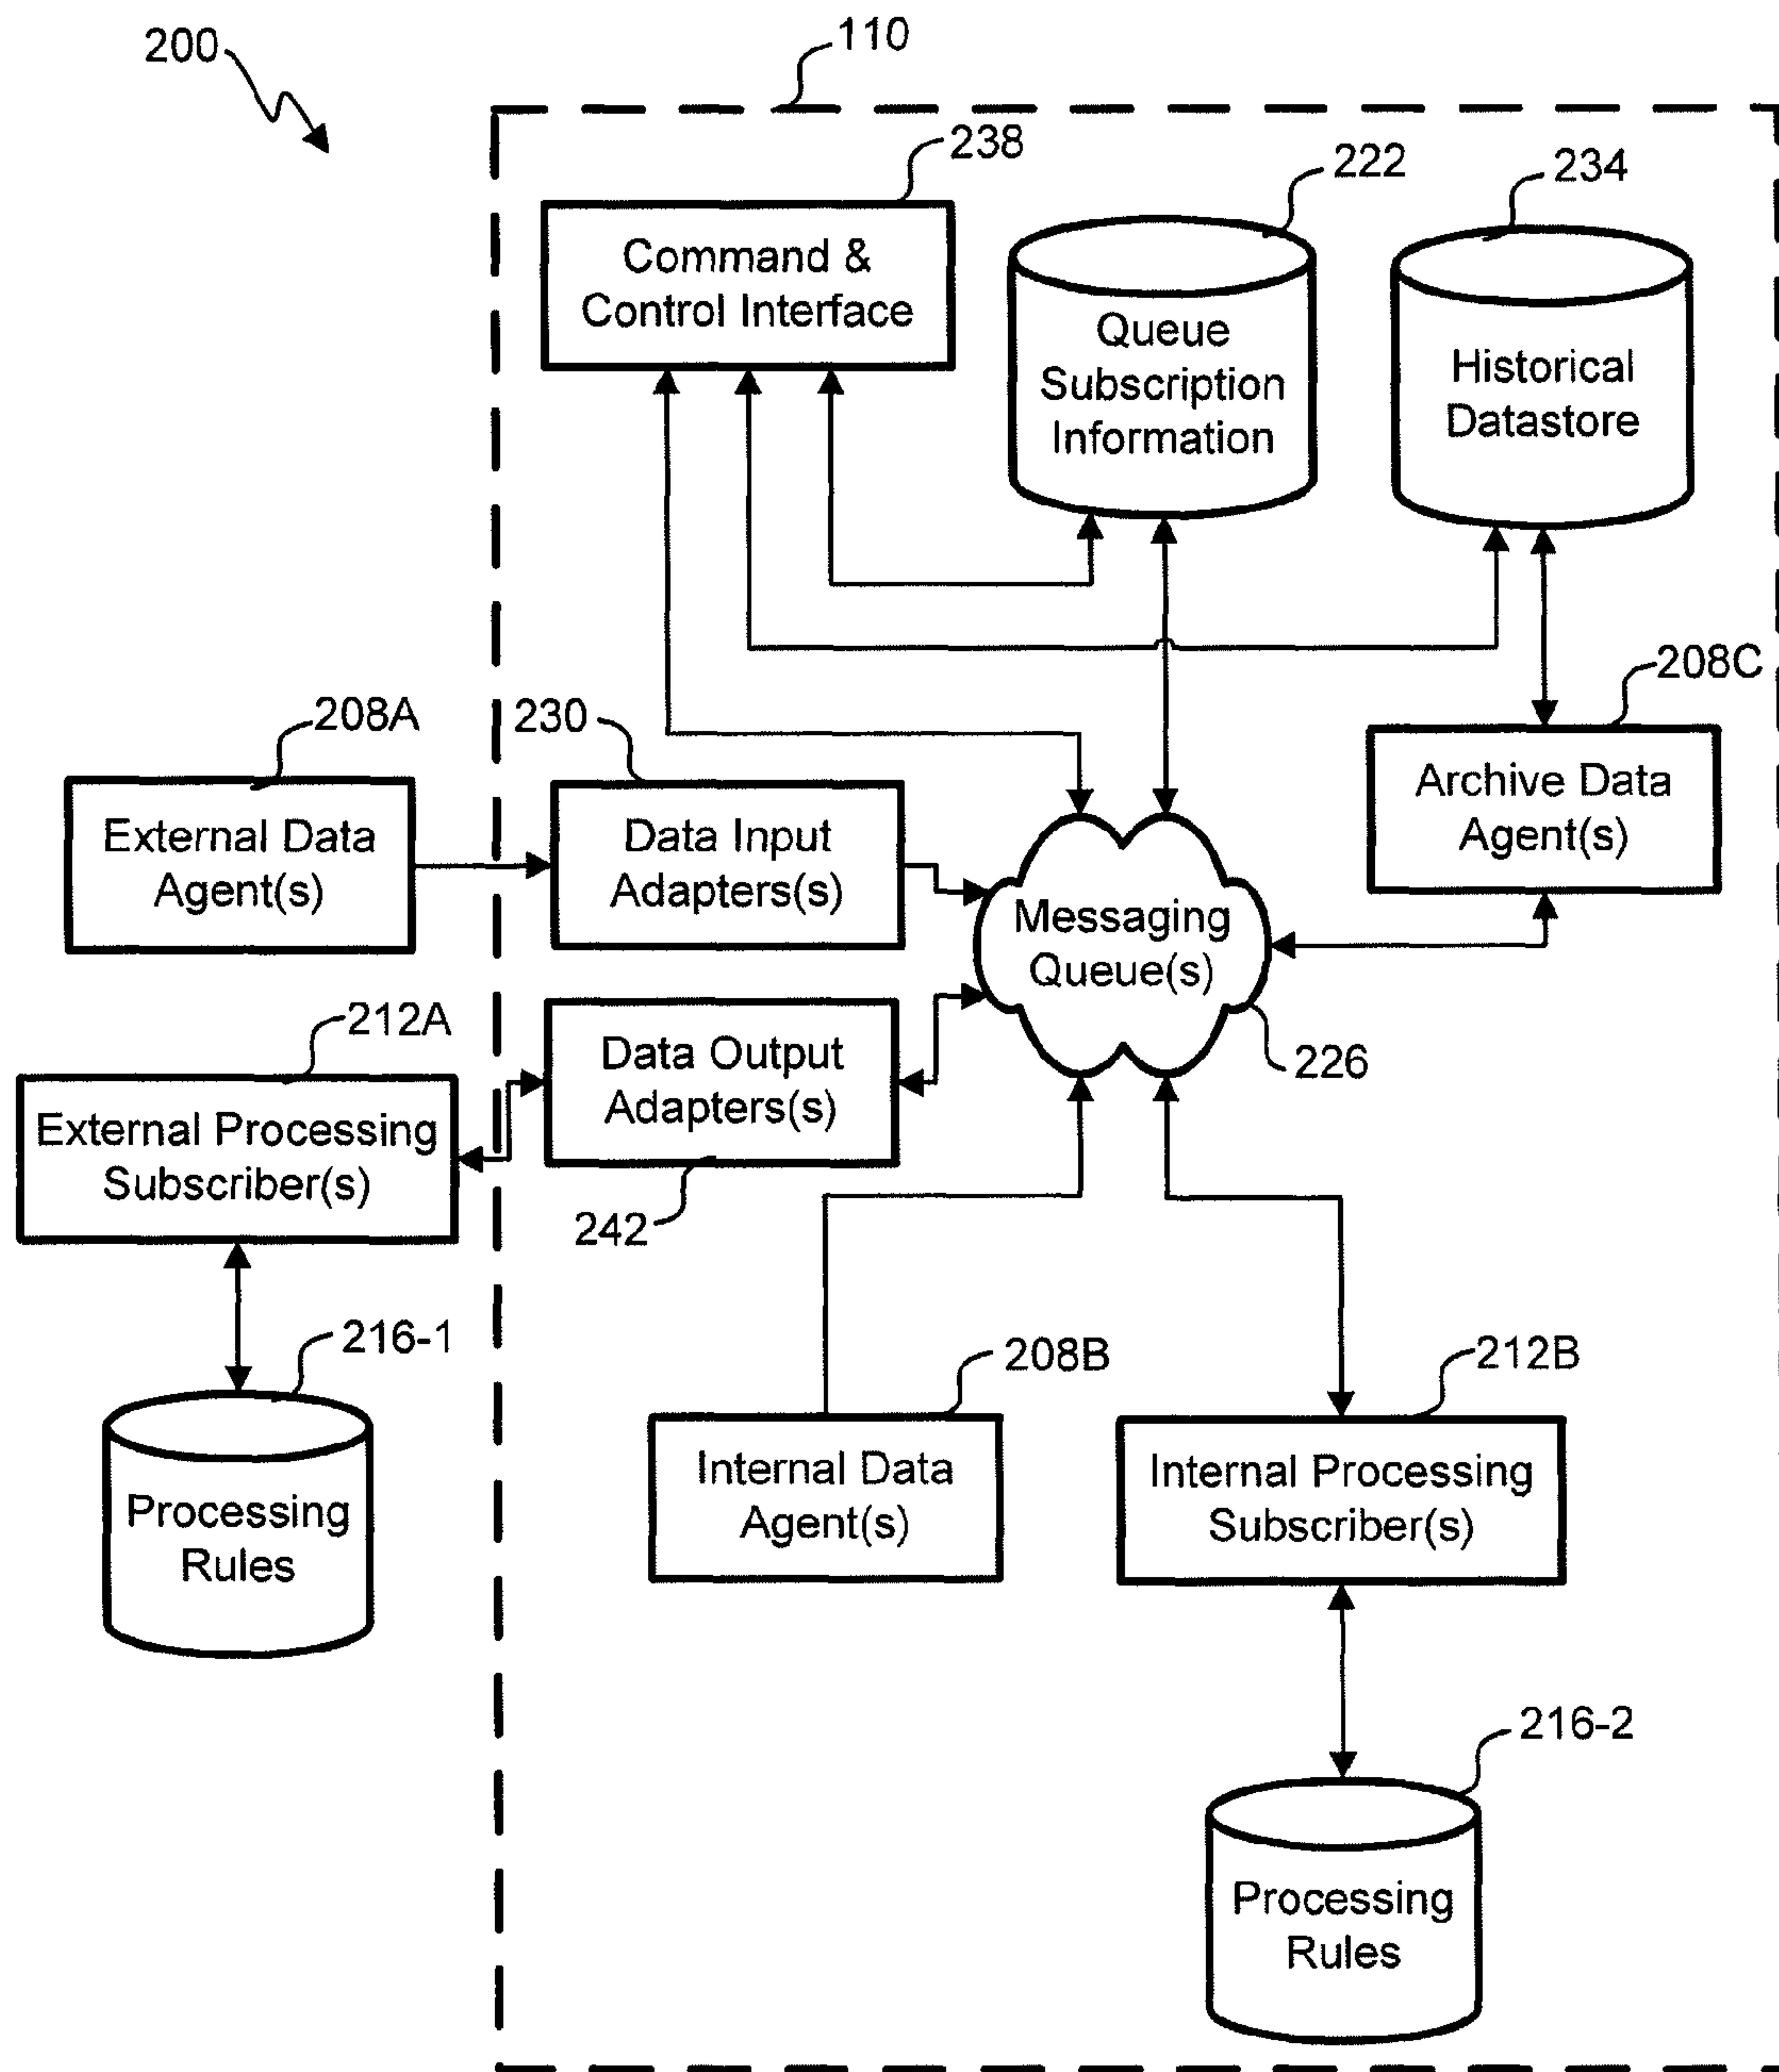 200
110
238
222
234
Command &
Control Interface
Queue
Subscription
Information
Historical
Datastore
208C
208A
230
External Data
Agent(s)
Data Input
Adapters(s)
Messaging
Queue(s)
Archive Data
Agent(s)
212A
226
External Processing
Subscriber(s)
Data Output
Adapters(s)
242
216-1
208B
212B
Processing
Rules
Internal Data
Agent(s)
Internal Processing
Subscriber(s)
216-2
Processing
Rules